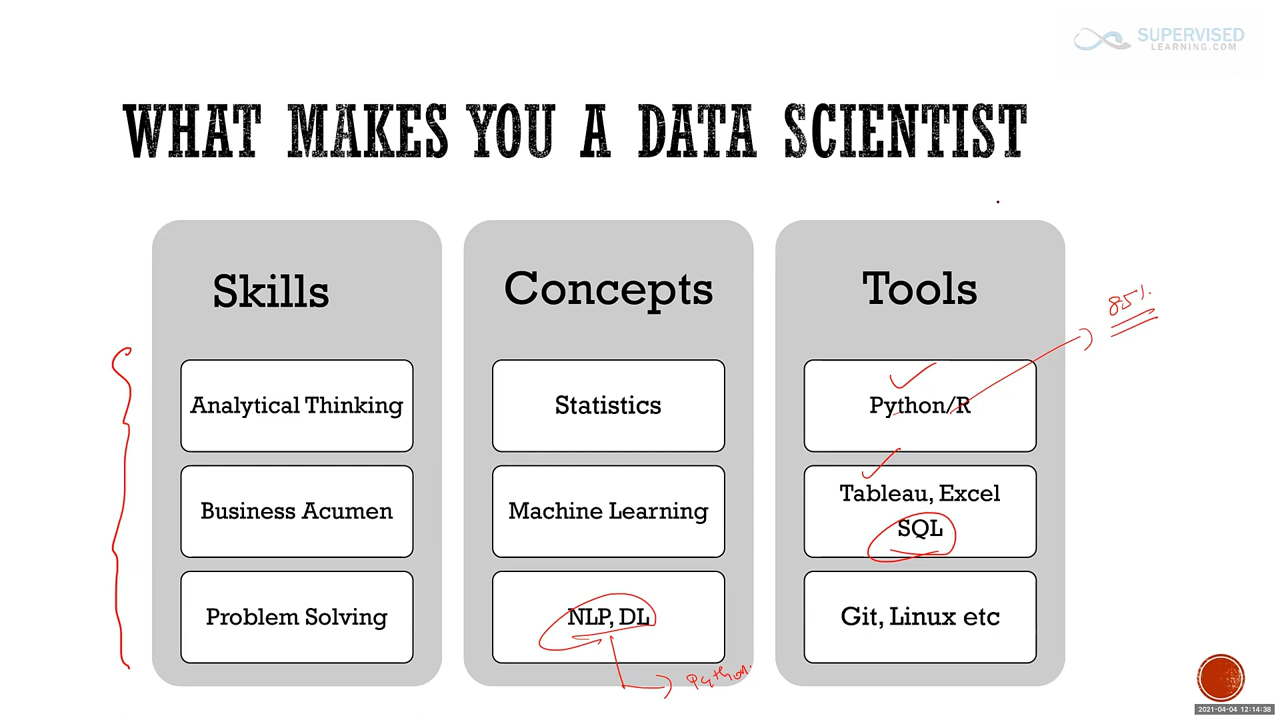 SUPERVISED
LEARNING.COM
WHAT MAKES YOU A DATA SCIENTIST
Skills
Analytical Thinking
Business Acumen
Problem Solving
Concepts
Statistics
Machine Learning
NLP, DL
Python.
Tools
85%.
Python/R
Tableau, Excel
SQL
Git, Linux etc
2021-04-04 12:14:38